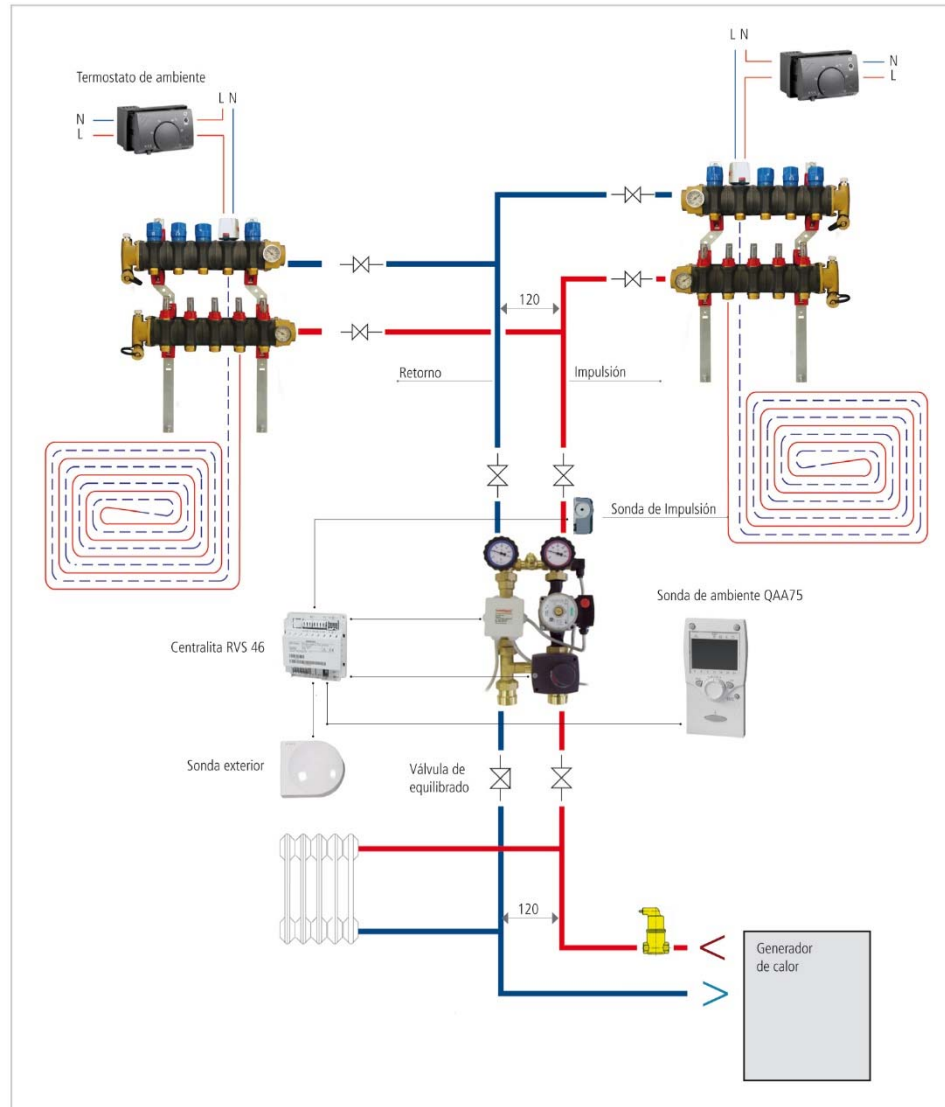 L N
N
L
Termostato de ambiente
L N
N
L
120
Retorno
Impulsión
Sonda de Impulsión
Sonda de ambiente QAA75
Centralita RVS 46
Sonda exterior
Válvula de
equilibrado
120
Generador
de calor